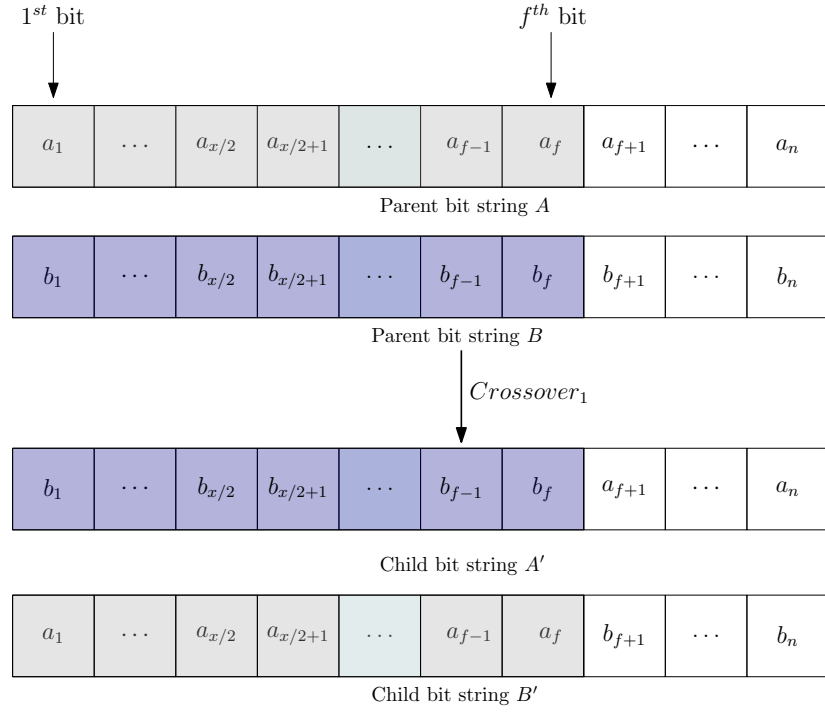 1^{st} bit f^{th} bit
a_1 ⋯ a_{x/2} a_{x/2+1} ⋯ a_{f−1} a_f a_{f+1} ⋯ a_n
Parent bit string A
b_1 ⋯ b_{x/2} b_{x/2+1} ⋯ b_{f−1} b_f b_{f+1} ⋯ b_n
Parent bit string B
Crossover_1
b_1 ⋯ b_{x/2} b_{x/2+1} ⋯ b_{f−1} b_f a_{f+1} ⋯ a_n
Child bit string A′
a_1 ⋯ a_{x/2} a_{x/2+1} ⋯ a_{f−1} a_f b_{f+1} ⋯ b_n
Child bit string B′